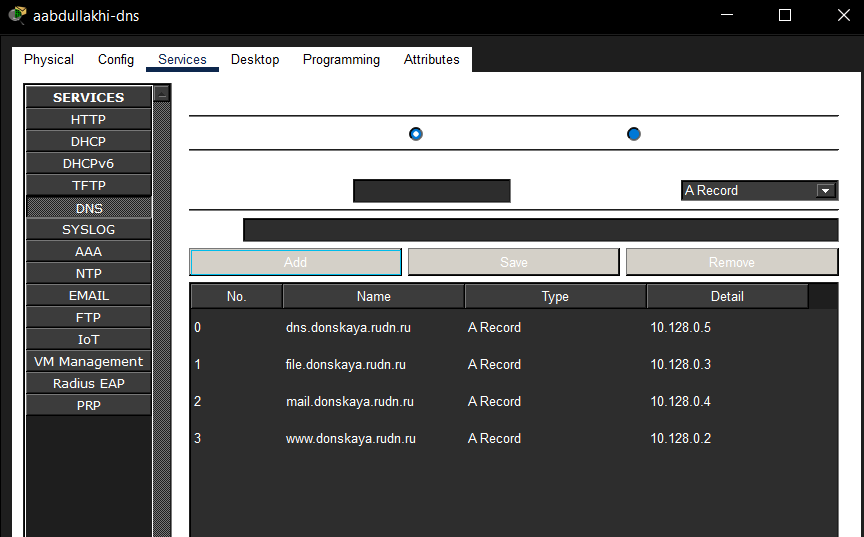 aabdullakhi-dns
Physical Config Services Desktop Programming Attributes
SERVICES
HTTP
DHCP
DHCPv6
TFTP
DNS
SYSLOG
AAA
NTP
EMAIL
FTP
IoT
VM Management
Radius EAP
PRP
A Record
Add Save Remove
No. Name Type Detail
0 dns.donskaya.rudn.ru A Record 10.128.0.5
1 file.donskaya.rudn.ru A Record 10.128.0.3
2 mail.donskaya.rudn.ru A Record 10.128.0.4
3 www.donskaya.rudn.ru A Record 10.128.0.2